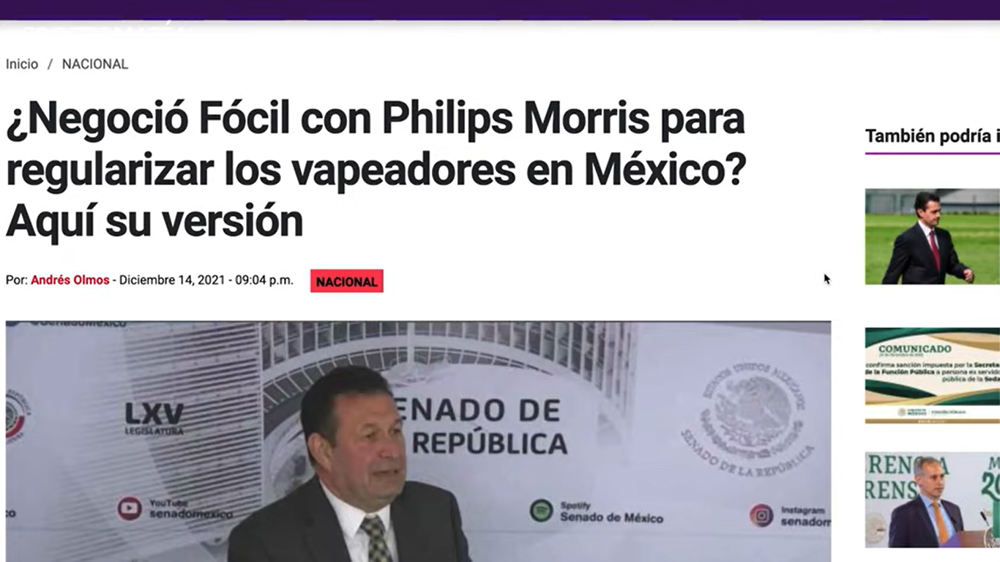 Inicio / NACIONAL
¿Negoció Fócil con Philips Morris para
regularizar los vapeadores en México?
Aquí su versión
Por: Andrés Olmos - Diciembre 14, 2021 - 09:04 p.m.
NACIONAL
También podría i
@senadomexico
LXV
LEGISLATURA
ENADO DE
REPÚBLICA
ESTADOS UNIDOS MEXICANOS
SENADO DE LA REPÚBLICA
YouTube
senadomexico
Spotify
Senado de México
Instagram
senadom
COMUNICADO
confirma sanción impuesta por la Secreta
de la Función Pública a persona ex servido
pública de la Seda
RENCIA
RENS